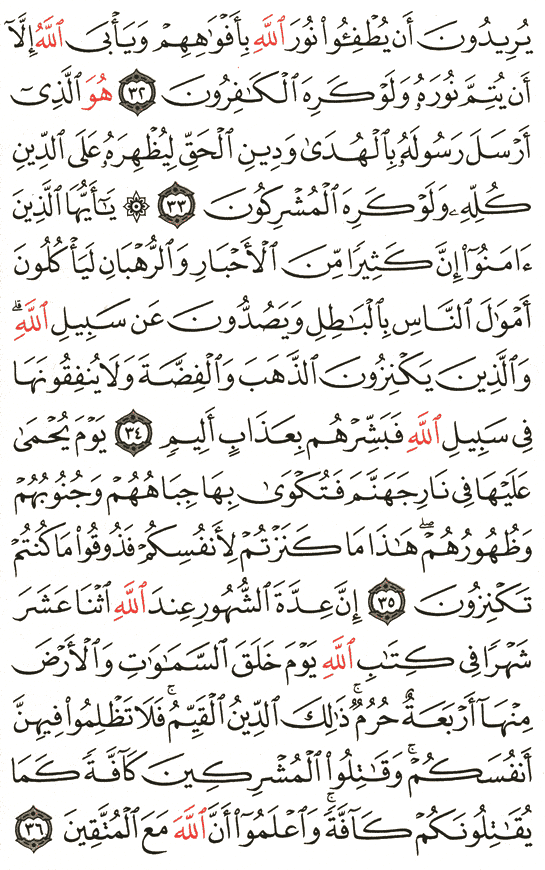 يُرِيدُونَ أَن يُطْفِـُٔوا۟ نُورَ ٱللَّهِ بِأَفْوَٰهِهِمْ وَيَأْبَى ٱللَّهُ إِلَّآ
أَن يُتِمَّ نُورَهُۥ وَلَوْ كَرِهَ ٱلْكَـٰفِرُونَ ٣٢ هُوَ ٱلَّذِىٓ
أَرْسَلَ رَسُولَهُۥ بِٱلْهُدَىٰ وَدِينِ ٱلْحَقِّ لِيُظْهِرَهُۥ عَلَى ٱلدِّينِ
كُلِّهِۦ وَلَوْ كَرِهَ ٱلْمُشْرِكُونَ ٣٣ ۞ يَـٰٓأَيُّهَا ٱلَّذِينَ
ءَامَنُوٓا۟ إِنَّ كَثِيرًا مِّنَ ٱلْأَحْبَارِ وَٱلرُّهْبَانِ لَيَأْكُلُونَ
أَمْوَٰلَ ٱلنَّاسِ بِٱلْبَـٰطِلِ وَيَصُدُّونَ عَن سَبِيلِ ٱللَّهِ ۗ
وَٱلَّذِينَ يَكْنِزُونَ ٱلذَّهَبَ وَٱلْفِضَّةَ وَلَا يُنفِقُونَهَا
فِى سَبِيلِ ٱللَّهِ فَبَشِّرْهُم بِعَذَابٍ أَلِيمٍ ٣٤ يَوْمَ يُحْمَىٰ
عَلَيْهَا فِى نَارِ جَهَنَّمَ فَتُكْوَىٰ بِهَا جِبَاهُهُمْ وَجُنُوبُهُمْ
وَظُهُورُهُمْ ۖ هَـٰذَا مَا كَنَزْتُمْ لِأَنفُسِكُمْ فَذُوقُوا۟ مَا كُنتُمْ
تَكْنِزُونَ ٣٥ إِنَّ عِدَّةَ ٱلشُّهُورِ عِندَ ٱللَّهِ ٱثْنَا عَشَرَ
شَهْرًا فِى كِتَـٰبِ ٱللَّهِ يَوْمَ خَلَقَ ٱلسَّمَـٰوَٰتِ وَٱلْأَرْضَ
مِنْهَآ أَرْبَعَةٌ حُرُمٌ ۚ ذَٰلِكَ ٱلدِّينُ ٱلْقَيِّمُ ۚ فَلَا تَظْلِمُوا۟ فِيهِنَّ
أَنفُسَكُمْ ۚ وَقَـٰتِلُوا۟ ٱلْمُشْرِكِينَ كَآفَّةً كَمَا
يُقَـٰتِلُونَكُمْ كَآفَّةً ۚ وَٱعْلَمُوٓا۟ أَنَّ ٱللَّهَ مَعَ ٱلْمُتَّقِينَ ٣٦